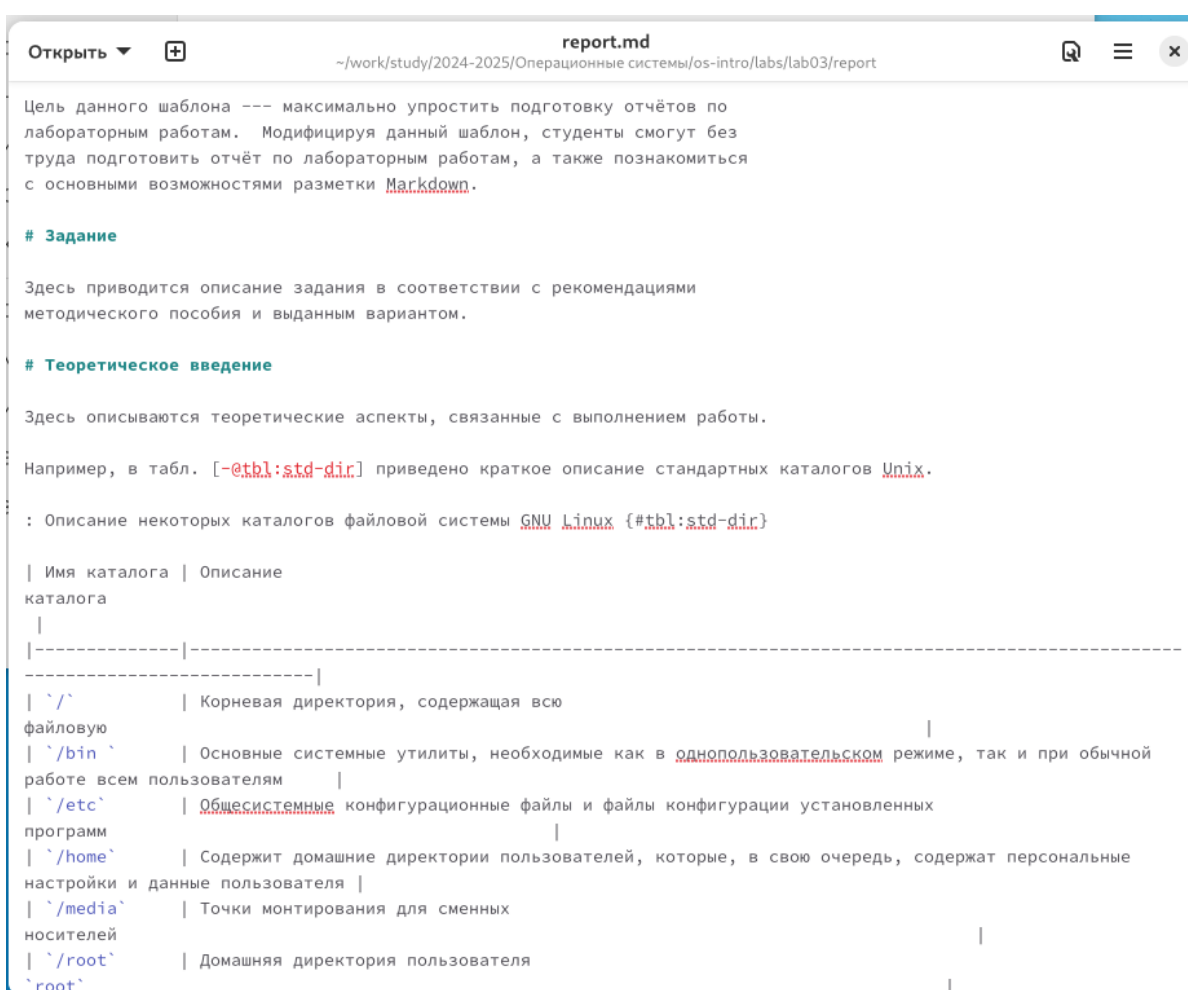 Открыть
report.md
~/work/study/2024-2025/Операционные системы/os-intro/labs/lab03/report
Цель данного шаблона --- максимально упростить подготовку отчётов по
лабораторным работам.  Модифицируя данный шаблон, студенты смогут без
труда подготовить отчёт по лабораторным работам, а также познакомиться
с основными возможностями разметки Markdown.
# Задание
Здесь приводится описание задания в соответствии с рекомендациями
методического пособия и выданным вариантом.
# Теоретическое введение
Здесь описываются теоретические аспекты, связанные с выполнением работы.
Например, в табл. [-@tbl:std-dir] приведено краткое описание стандартных каталогов Unix.
: Описание некоторых каталогов файловой системы GNU Linux {#tbl:std-dir}
| Имя каталога | Описание
каталога
|
|--------------|------------------------------------------------------------------------------------------------
----------------------------|
| `/`          | Корневая директория, содержащая всю
файловую                                                                               |
| `/bin `      | Основные системные утилиты, необходимые как в однопользовательском режиме, так и при обычной
работе всем пользователям     |
| `/etc`       | Общесистемные конфигурационные файлы и файлы конфигурации установленных
программ                                           |
| `/home`      | Содержит домашние директории пользователей, которые, в свою очередь, содержат персональные
настройки и данные пользователя |
| `/media`     | Точки монтирования для сменных
носителей                                                                                   |
| `/root`      | Домашняя директория пользователя
`root`                                                                                   |